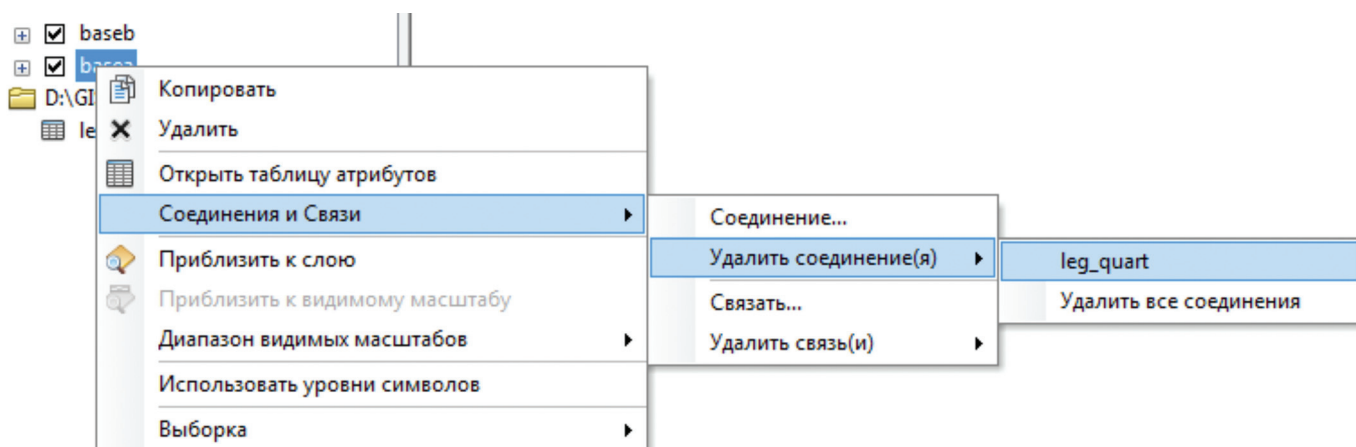 baseb
basea
D:\GI
le
Копировать
Удалить
Открыть таблицу атрибутов
Соединения и Связи
Приблизить к слою
Приблизить к видимому масштабу
Диапазон видимых масштабов
Использовать уровни символов
Выборка
Соединение...
Удалить соединение(я)
Связать...
Удалить связь(и)
leg_quart
Удалить все соединения